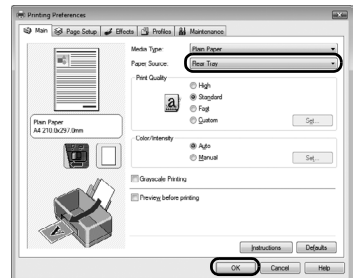 Printing Preferences
Main Page Setup Effects Profiles Maintenance
Media Type: Plain Paper
Paper Source: Rear Tray
Print Quality
High
Standard
Fast
Custom
Set...
Plain Paper
A4 210.0x297.0mm
Color/Intensity
Auto
Manual
Set...
Grayscale Printing
Preview before printing
Instructions Defaults
OK Cancel Help